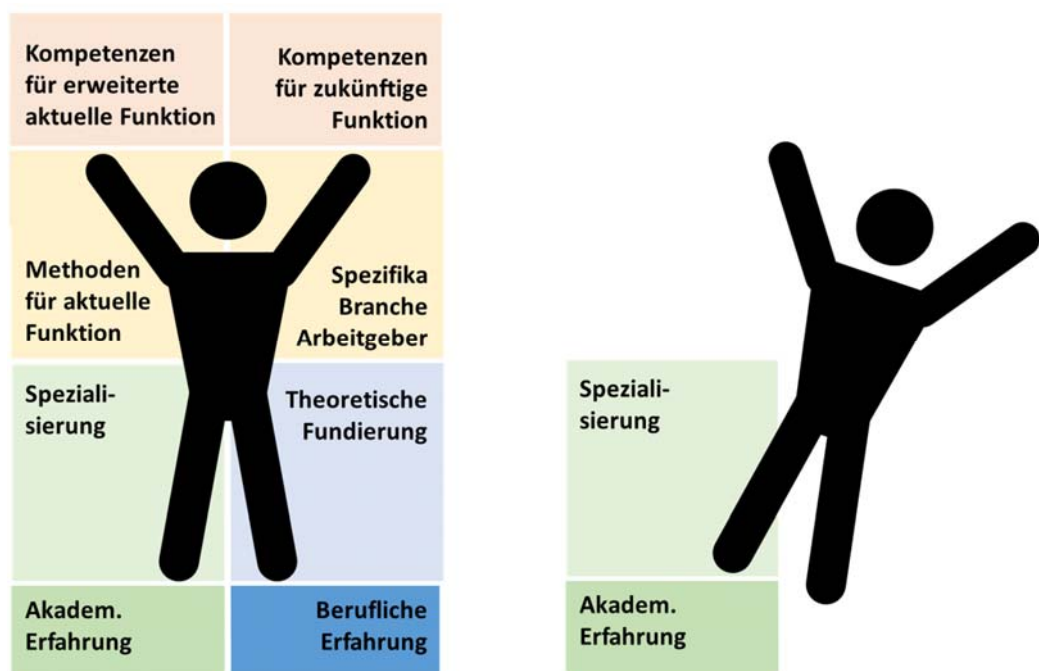 Kompetenzen
für erweiterte
aktuelle Funktion
Kompetenzen
für zukünftige
Funktion
Methoden
für aktuelle
Funktion
Spezifika
Branche
Arbeitgeber
Speziali-
sierung
Theoretische
Fundierung
Akadem.
Erfahrung
Berufliche
Erfahrung
Speziali-
sierung
Akadem.
Erfahrung